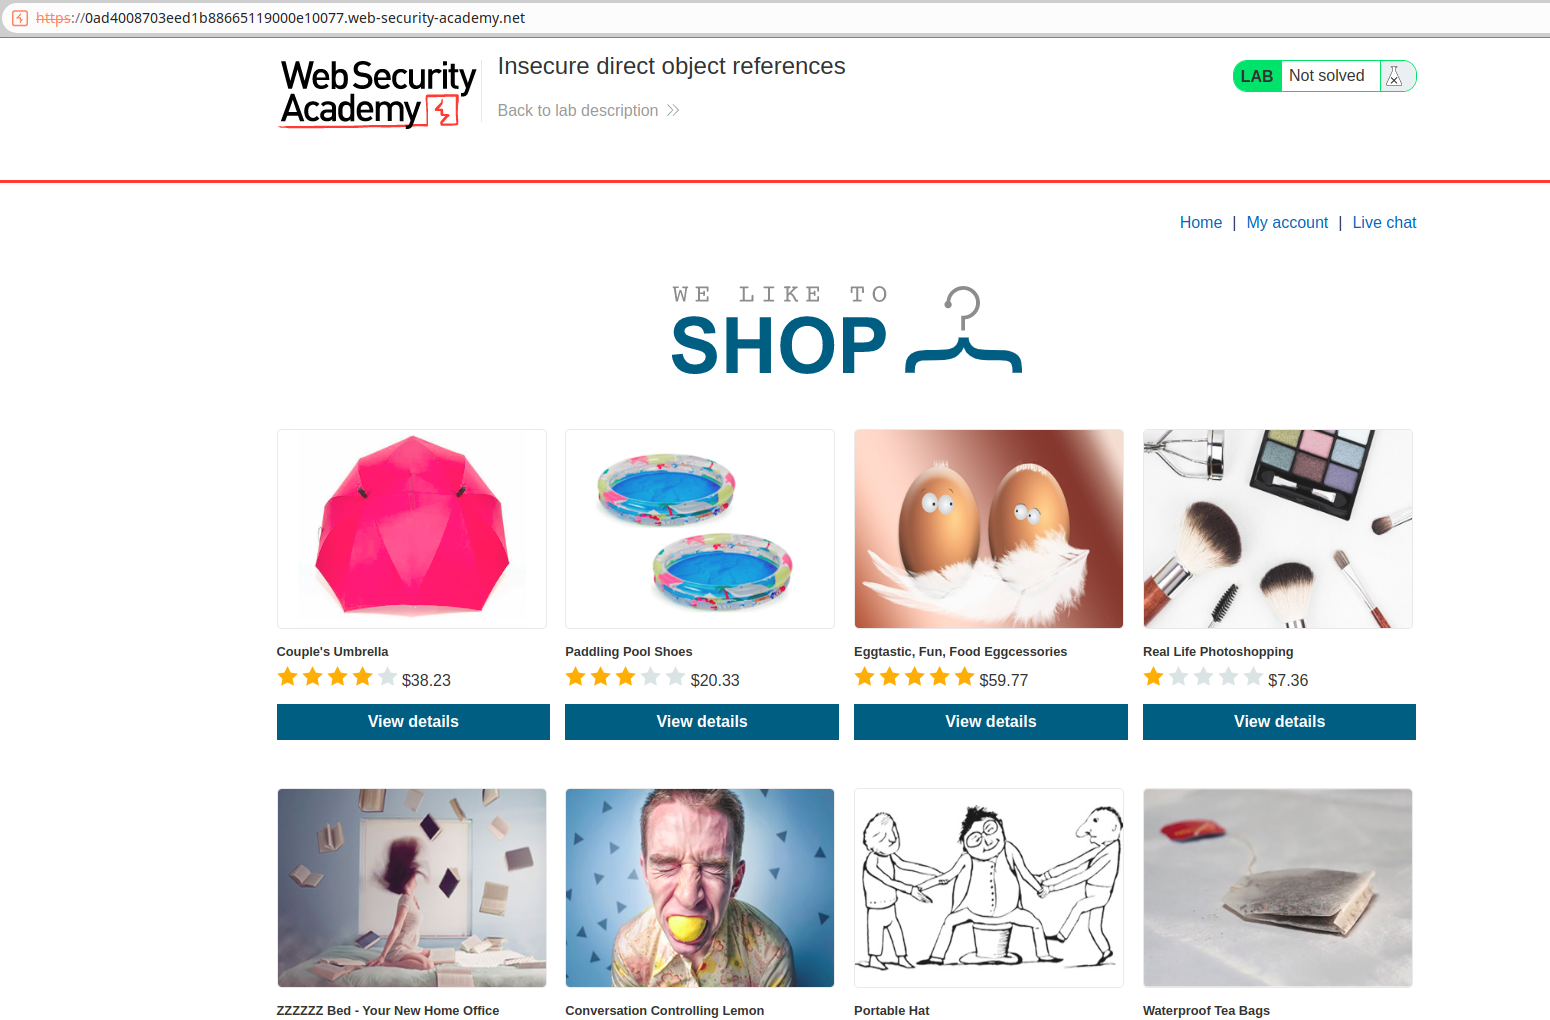 https://0ad4008703eed1b88665119000e10077.web-security-academy.net
Web Security
Academy
Insecure direct object references
Back to lab description
LAB Not solved
Home | My account | Live chat
WE LIKE TO
SHOP
Couple's Umbrella
$38.23
View details
Paddling Pool Shoes
$20.33
View details
Eggtastic, Fun, Food Eggcessories
$59.77
View details
Real Life Photoshopping
$7.36
View details
ZZZZZZ Bed - Your New Home Office
Conversation Controlling Lemon
Portable Hat
Waterproof Tea Bags